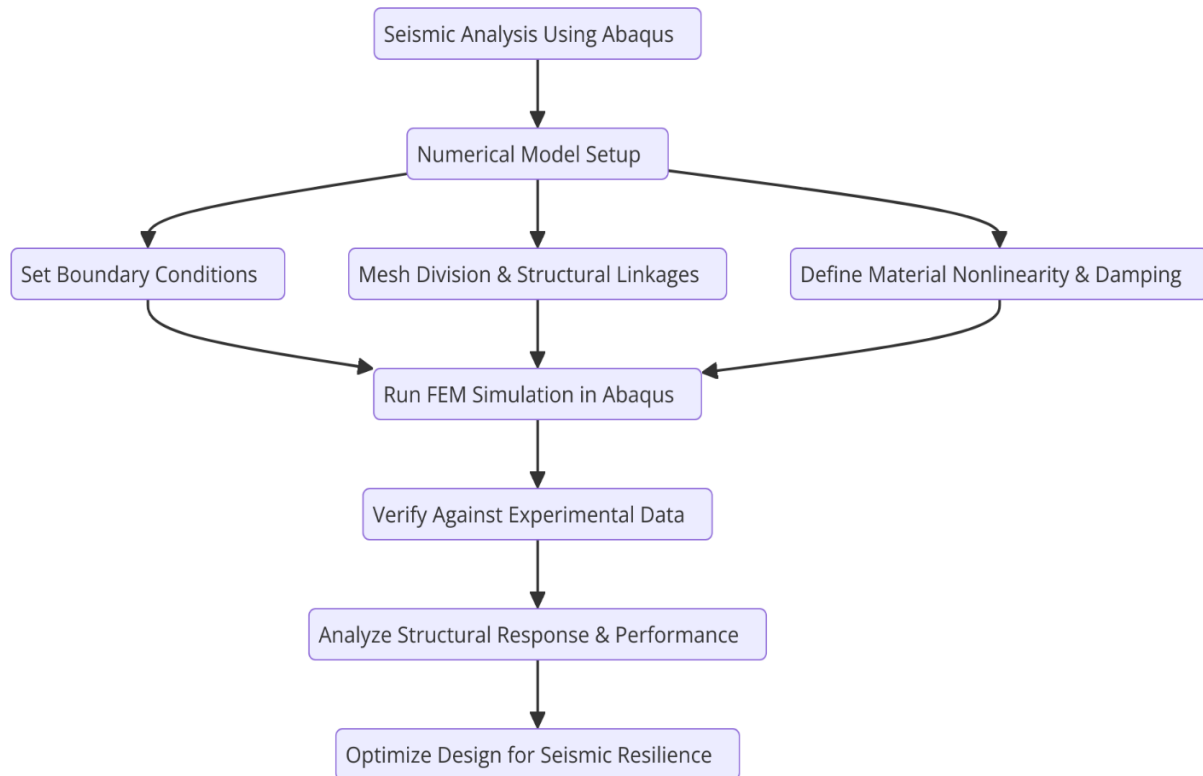 Seismic Analysis Using Abaqus
Numerical Model Setup
Set Boundary Conditions
Mesh Division & Structural Linkages
Define Material Nonlinearity & Damping
Run FEM Simulation in Abaqus
Verify Against Experimental Data
Analyze Structural Response & Performance
Optimize Design for Seismic Resilience